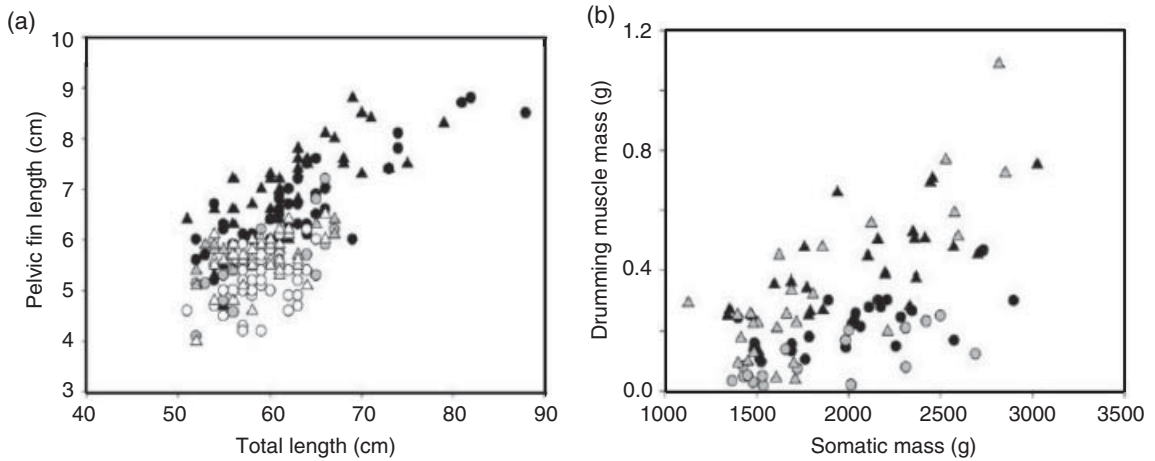 (a)
10
9
8
7
6
5
4
3
Pelvic fin length (cm)
40 50 60 70 80 90
Total length (cm)
(b)
1.2
0.8
0.4
0.0
Drumming muscle mass (g)
1000 1500 2000 2500 3000 3500
Somatic mass (g)